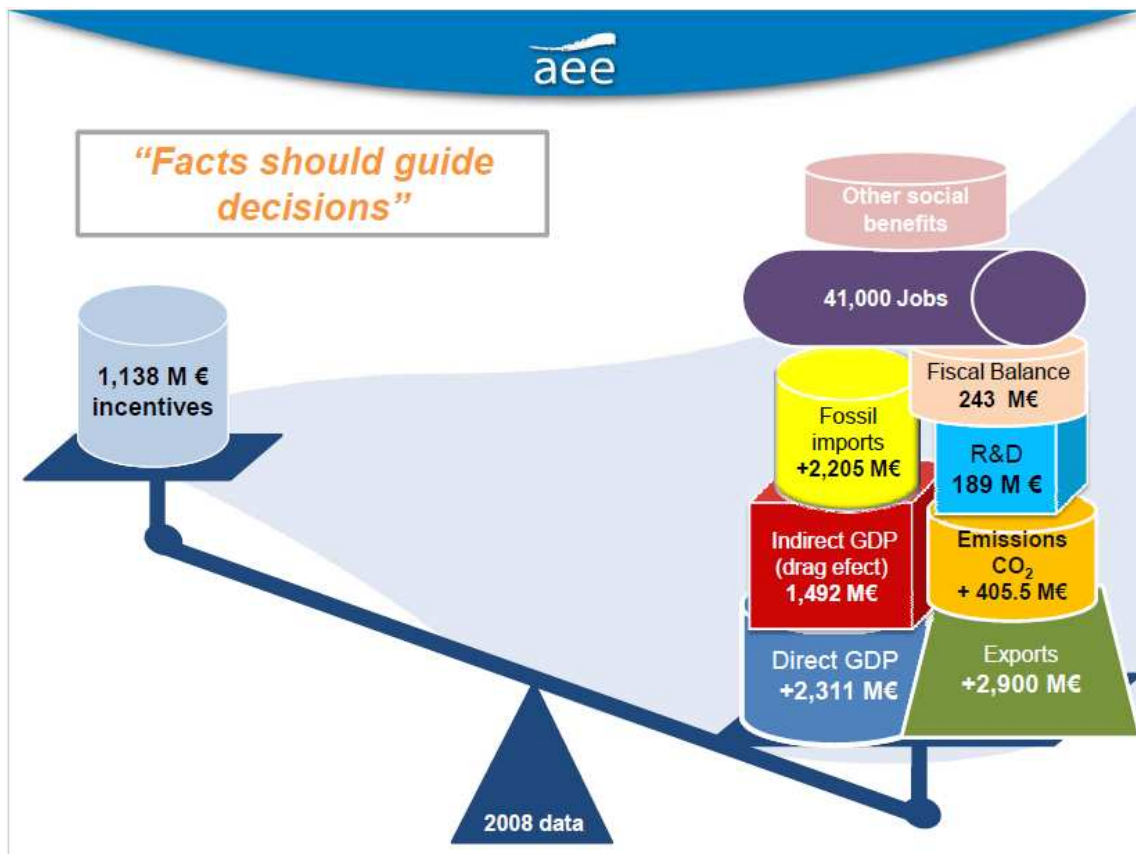 aee
“Facts should guide
decisions”
Other social
benefits
41,000 Jobs
1,138 M €
incentives
Fiscal Balance
243 M€
Fossil
imports
+2,205 M€
R&D
189 M €
Indirect GDP
(drag efect)
1,492 M€
Emissions
CO₂
+ 405.5 M€
Direct GDP
+2,311 M€
Exports
+2,900 M€
2008 data